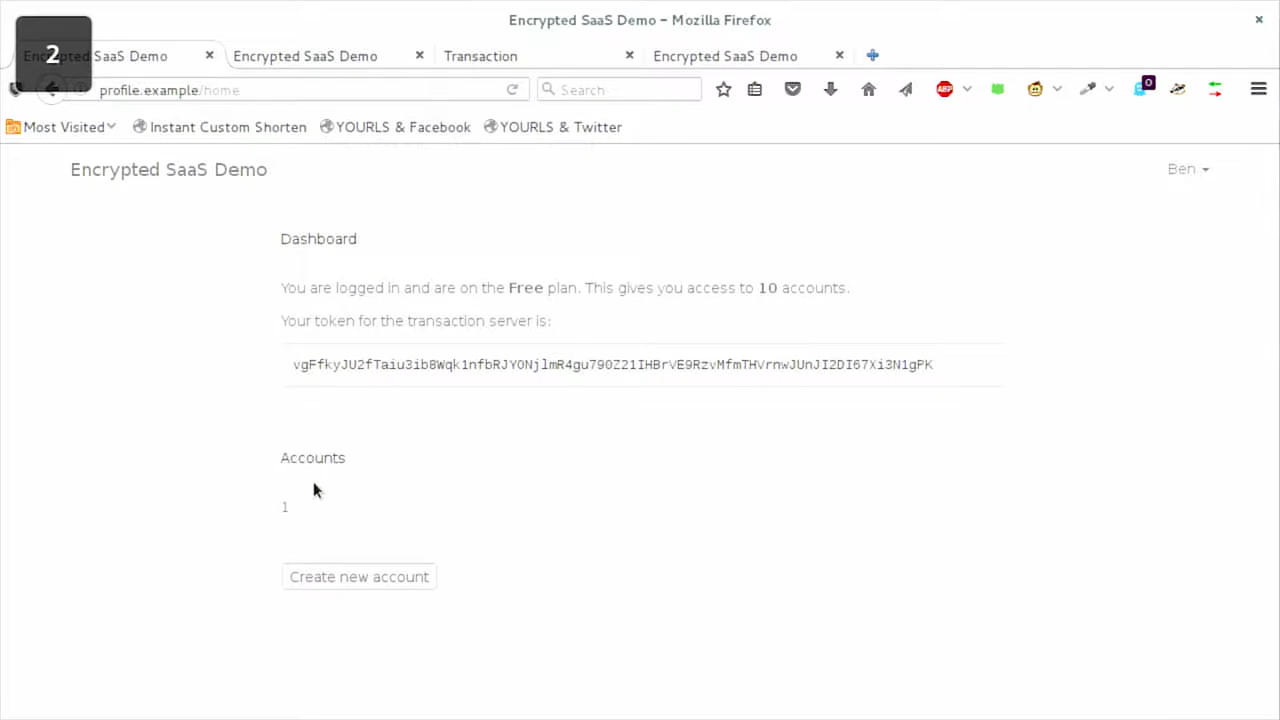 Encrypted SaaS Demo – Mozilla Firefox
2
Encrypted SaaS Demo
Encrypted SaaS Demo
Transaction
Encrypted SaaS Demo
profile.example/home
Search
ABP
0
Most Visited
Instant Custom Shorten
YOURLS & Facebook
YOURLS & Twitter
Encrypted SaaS Demo
Ben
Dashboard
You are logged in and are on the Free plan. This gives you access to 10 accounts.
Your token for the transaction server is:
vgFfkyJU2fTaiu3ib8Wqk1nfbRJY0NjlmR4gu790Z21IHBrVE9RzvMfmTHVrnwJUnJI2DI67Xi3N1gPK
Accounts
1
Create new account